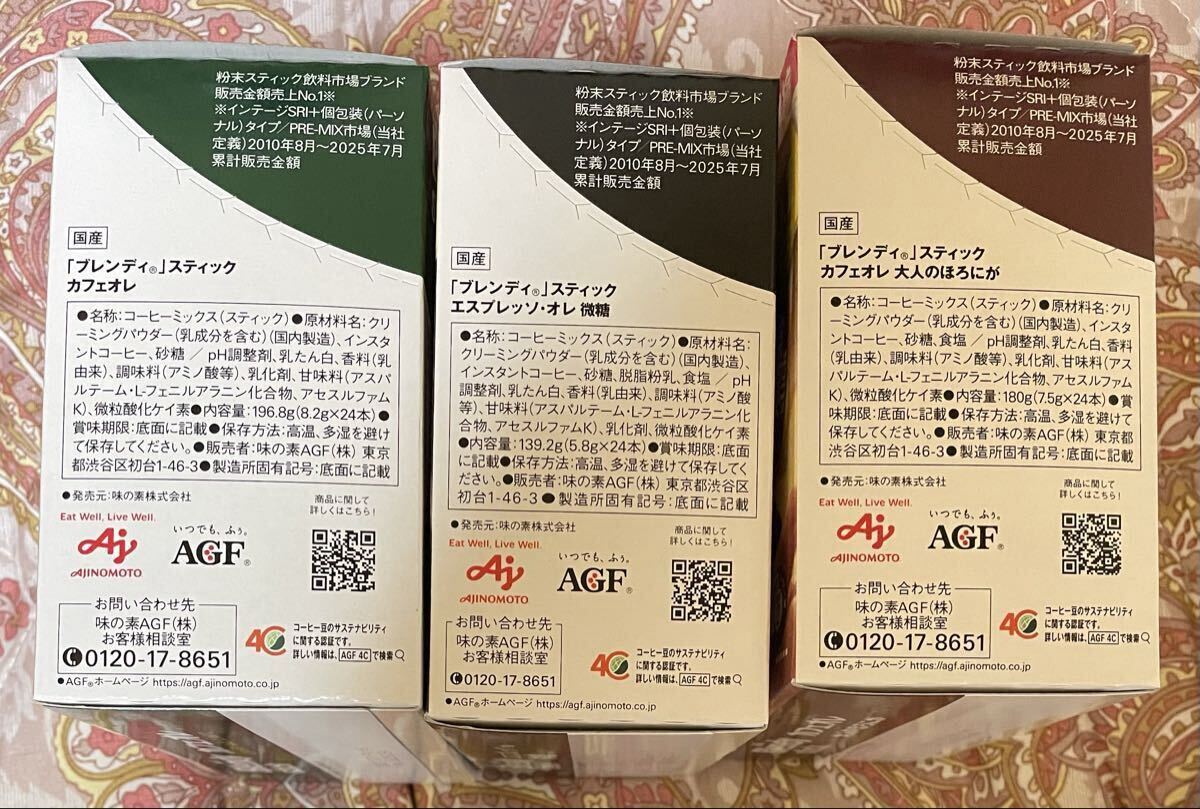 粉末スティック飲料市場ブランド
販売金額売上No.1※
※インテージSRI+個包装(パーソ
ナル)タイプ/PRE-MIX市場(当社
定義)2010年8月〜2025年7月
累計販売金額
国産
「ブレンディ®」スティック
カフェオレ
●名称:コーヒーミックス(スティック)●原材料名:クリ
ーミングパウダー(乳成分を含む)(国内製造)、インス
タントコーヒー、砂糖 / pH調整剤、乳たん白、香料(乳
由来)、調味料(アミノ酸等)、乳化剤、甘味料(アス
パルテーム・L-フェニルアラニン化合物、アセスルファム
K)、微粒酸化ケイ素●内容量:196.8g(8.2g×24本)●
賞味期限:底面に記載●保存方法:高温、多湿を避け
て保存してください。●販売者:味の素AGF(株) 東京
都渋谷区初台1-46-3●製造所固有記号:底面に記載
●発売元:味の素株式会社
商品に関して
詳しくはこちら!
Eat Well, Live Well.
AJINOMOTO
いつでも、ふぅ。
AGF®
お問い合わせ先
味の素AGF(株)
お客様相談室
0120-17-8651
4C
コーヒー豆のサステナビリティ
に関する認証です。
詳しい情報は、AGF 4Cで検索
●AGF®ホームページ https://agf.ajinomoto.co.jp
粉末スティック飲料市場ブランド
販売金額売上No.1※
※インテージSRI+個包装(パーソ
ナル)タイプ/PRE-MIX市場(当社
定義)2010年8月〜2025年7月
累計販売金額
国産
「ブレンディ®」スティック
エスプレッソ・オレ 微糖
●名称:コーヒーミックス(スティック)●原材料名:
クリーミングパウダー(乳成分を含む)(国内製造)、
インスタントコーヒー、砂糖、脱脂粉乳、食塩 / pH
調整剤、乳たん白、香料(乳由来)、調味料(アミノ酸
等)、甘味料(アスパルテーム・L-フェニルアラニン化
合物、アセスルファムK)、乳化剤、微粒酸化ケイ素
●内容量:139.2g(5.8g×24本)●賞味期限:底面
に記載●保存方法:高温、多湿を避けて保存してく
ださい。●販売者:味の素AGF(株) 東京都渋谷区
初台1-46-3●製造所固有記号:底面に記載
●発売元:味の素株式会社
商品に関して
詳しくはこちら!
Eat Well, Live Well.
AJINOMOTO
いつでも、ふぅ。
AGF®
お問い合わせ先
味の素AGF(株)
お客様相談室
0120-17-8651
4C
コーヒー豆のサステナビリティ
に関する認証です。
詳しい情報は、AGF 4Cで検索
●AGF®ホームページ https://agf.ajinomoto.co.jp
粉末スティック飲料市場ブランド
販売金額売上No.1※
※インテージSRI+個包装(パーソ
ナル)タイプ/PRE-MIX市場(当社
定義)2010年8月〜2025年7月
累計販売金額
国産
「ブレンディ®」スティック
カフェオレ 大人のほろにが
●名称:コーヒーミックス(スティック)●原材料名:クリ
ーミングパウダー(乳成分を含む)(国内製造)、インスタ
ントコーヒー、砂糖、食塩 / pH調整剤、乳たん白、香料
(乳由来)、調味料(アミノ酸等)、乳化剤、甘味料(アス
パルテーム・L-フェニルアラニン化合物、アセスルファム
K)、微粒酸化ケイ素●内容量:180g(7.5g×24本)●賞
味期限:底面に記載●保存方法:高温、多湿を避けて
保存してください。●販売者:味の素AGF(株) 東京都
渋谷区初台1-46-3●製造所固有記号:底面に記載
●発売元:味の素株式会社
商品に関して
詳しくはこちら!
Eat Well, Live Well.
AJINOMOTO
いつでも、ふぅ。
AGF®
お問い合わせ先
味の素AGF(株)
お客様相談室
0120-17-8651
4C
コーヒー豆のサステナビリティ
に関する認証です。
詳しい情報は、AGF 4Cで検索
●AGF®ホームページ https://agf.ajinomoto.co.jp